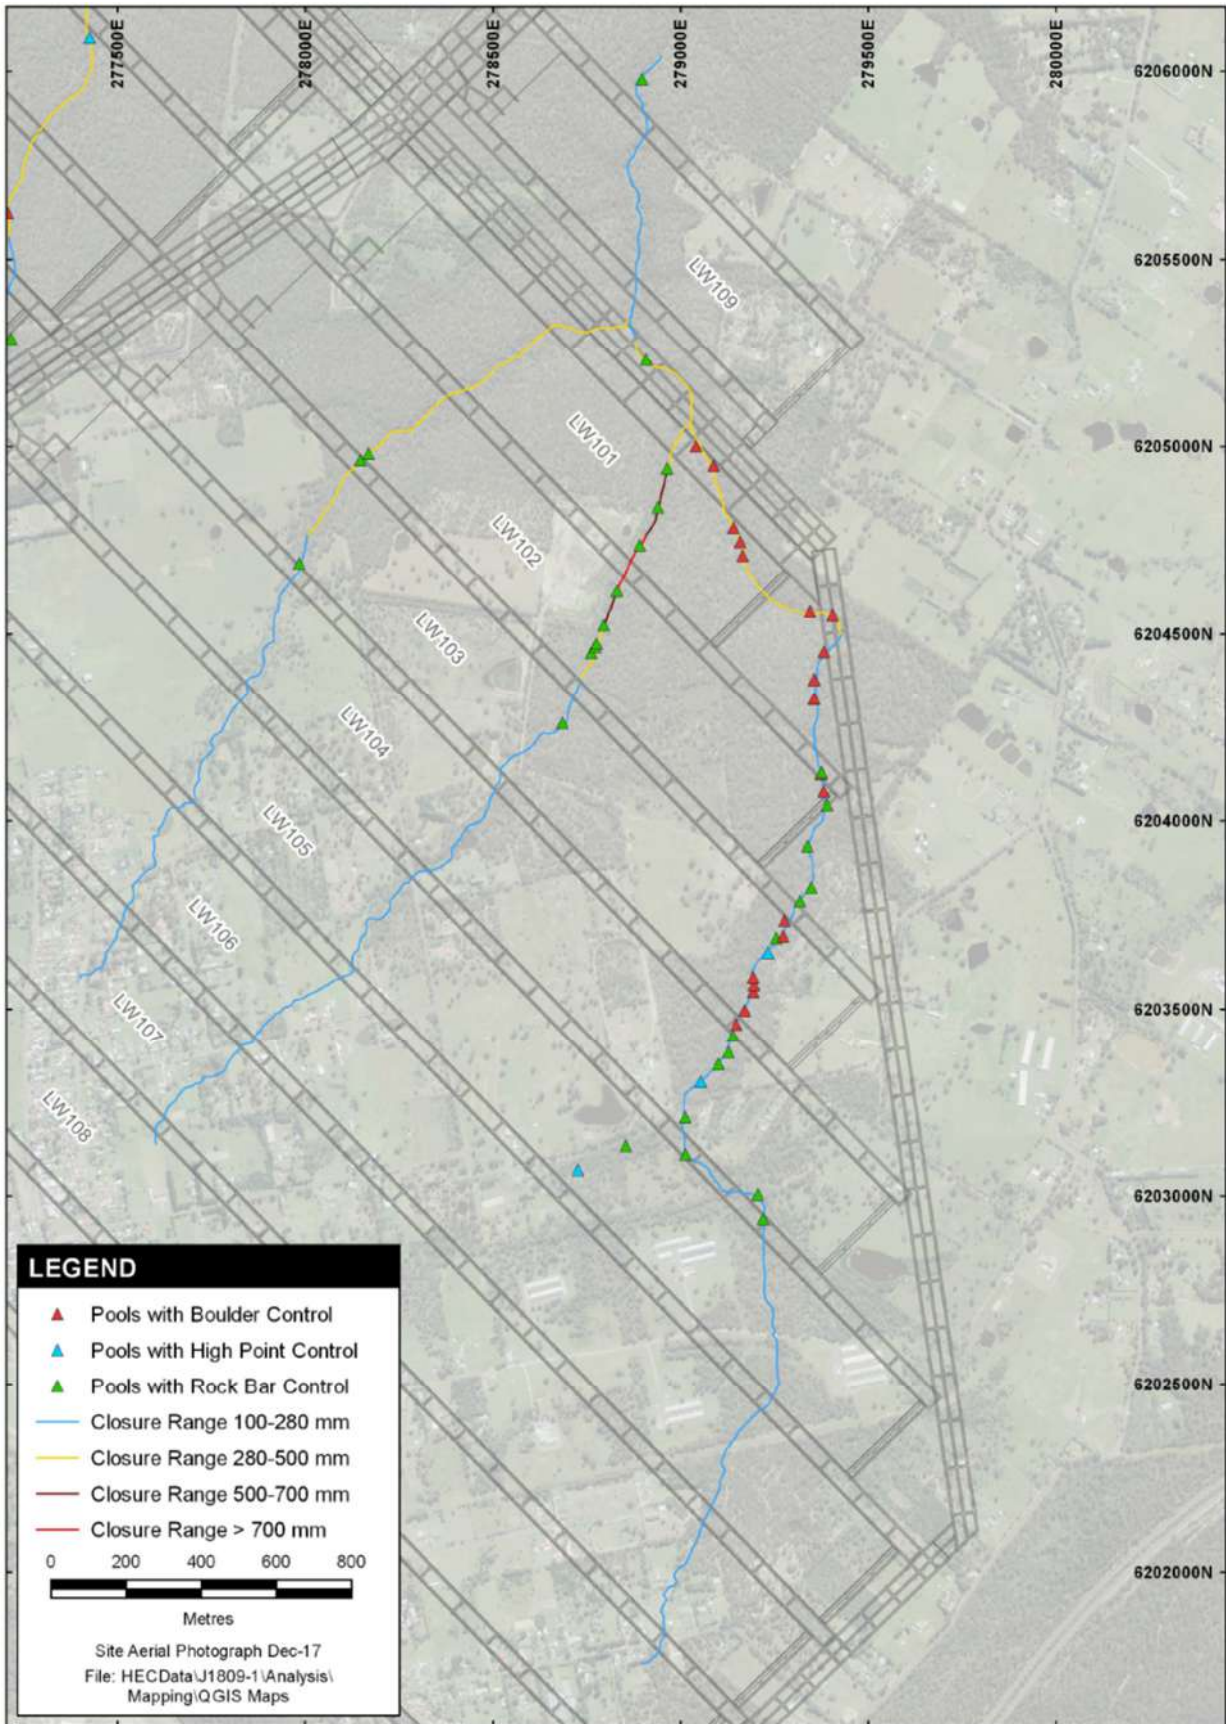 277500E
278000E
278500E
279000E
279500E
280000E
6206000N
6205500N
6205000N
6204500N
6204000N
6203500N
6203000N
6202500N
6202000N
LW109
LW101
LW102
LW103
LW104
LW105
LW106
LW107
LW108
LEGEND
Pools with Boulder Control
Pools with High Point Control
Pools with Rock Bar Control
Closure Range 100-280 mm
Closure Range 280-500 mm
Closure Range 500-700 mm
Closure Range > 700 mm
0 200 400 600 800
Metres
Site Aerial Photograph Dec-17
File: HECData\J1809-1\Analysis\
Mapping\QGIS Maps